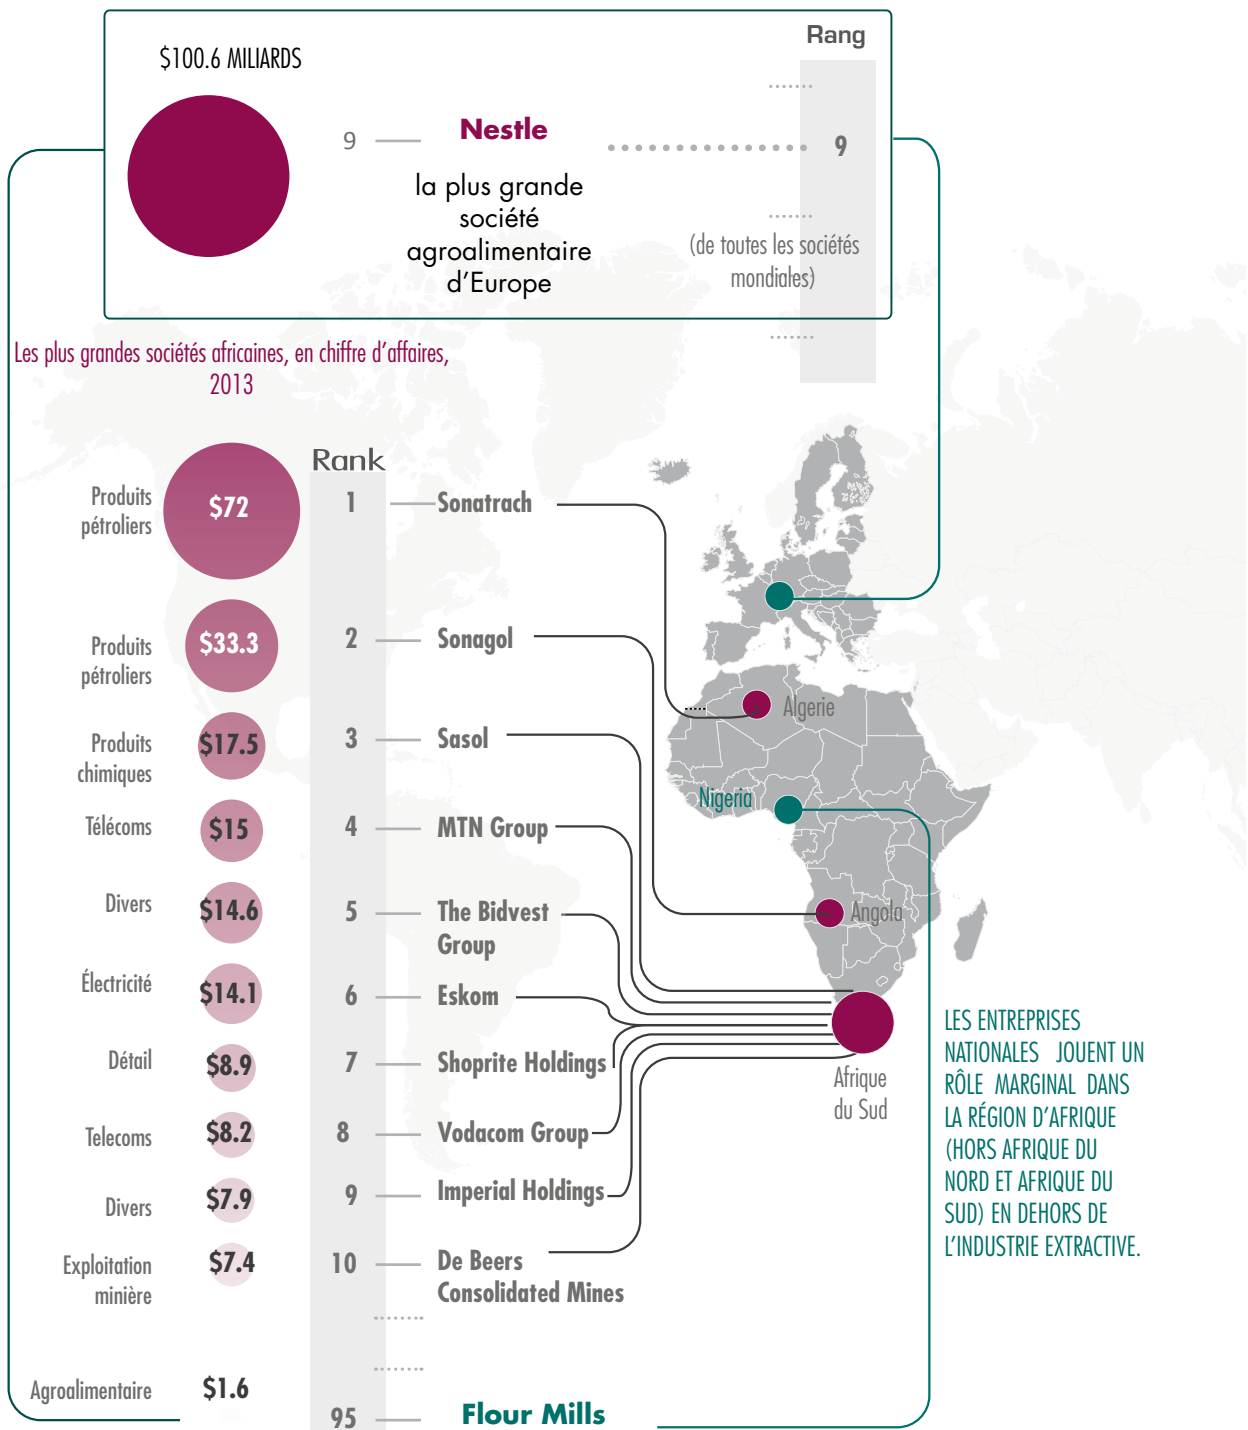 $100.6 MILIARDS
Rang
9
Nestle
9
la plus grande
société
agroalimentaire
d'Europe
(de toutes les sociétés
mondiales)
Les plus grandes sociétés africaines, en chiffre d'affaires,
2013
Rank
Produits
pétroliers
$72
1
Sonatrach
Produits
pétroliers
$33.3
2
Sonagol
Produits
chimiques
$17.5
3
Sasol
Télécoms
$15
4
MTN Group
Divers
$14.6
5
The Bidvest
Group
Électricité
$14.1
6
Eskom
Détail
$8.9
7
Shoprite Holdings
Telecoms
$8.2
8
Vodacom Group
Divers
$7.9
9
Imperial Holdings
Exploitation
minière
$7.4
10
De Beers
Consolidated Mines
Agroalimentaire
$1.6
95
Flour Mills
Algerie
Nigeria
Angola
Afrique
du Sud
LES ENTREPRISES
NATIONALES JOUENT UN
RÔLE MARGINAL DANS
LA RÉGION D'AFRIQUE
(HORS AFRIQUE DU
NORD ET AFRIQUE DU
SUD) EN DEHORS DE
L'INDUSTRIE EXTRACTIVE.